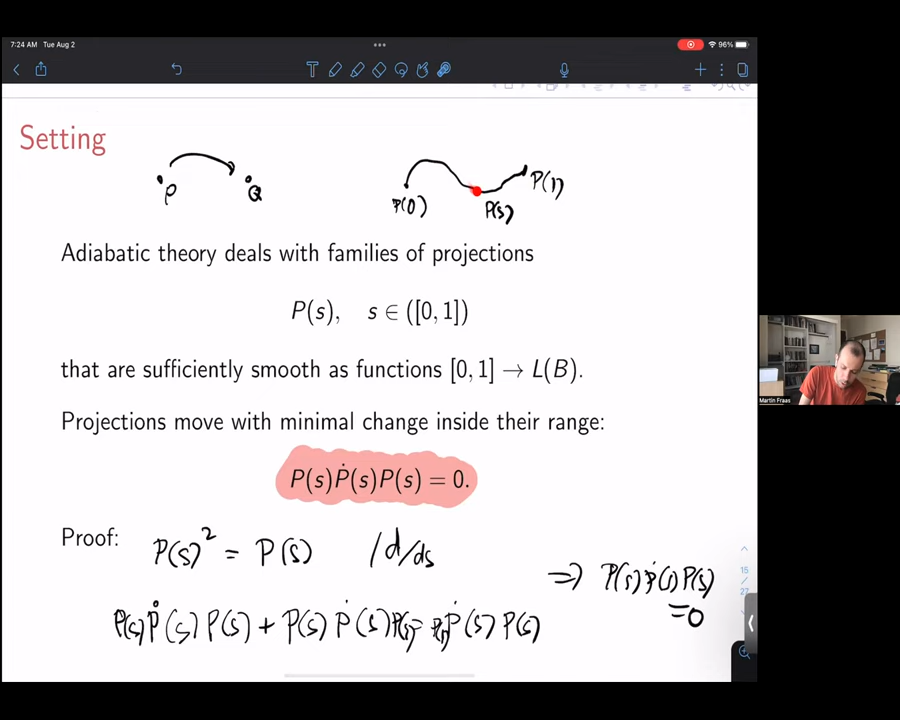 7:24 AM Tue Aug 2
96%
Setting
P
Q
P(0)
P(s)
P(1)
Adiabatic theory deals with families of projections
P(s), s ∈ ([0, 1])
that are sufficiently smooth as functions [0, 1] → L(B).
Projections move with minimal change inside their range:
P(s)Ṗ(s)P(s) = 0.
Proof: P(s)² = P(s) /d/ds
P(s)Ṗ(s)P(s) + P(s)Ṗ(s)P(s) = P(s)Ṗ(s)P(s)
⇒ P(s)Ṗ(s)P(s)
= 0
15
/
27
Martin Fraas